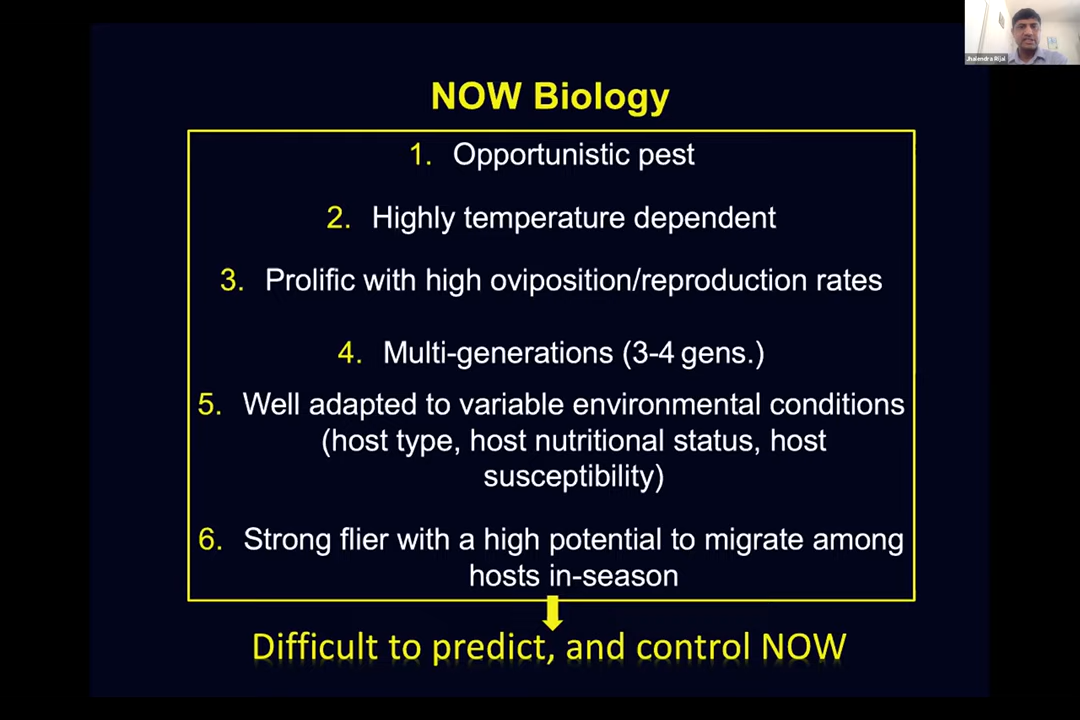 Jhalendra Rijal
NOW Biology
1. Opportunistic pest
2. Highly temperature dependent
3. Prolific with high oviposition/reproduction rates
4. Multi-generations (3-4 gens.)
5. Well adapted to variable environmental conditions
(host type, host nutritional status, host
susceptibility)
6. Strong flier with a high potential to migrate among
hosts in-season
Difficult to predict, and control NOW